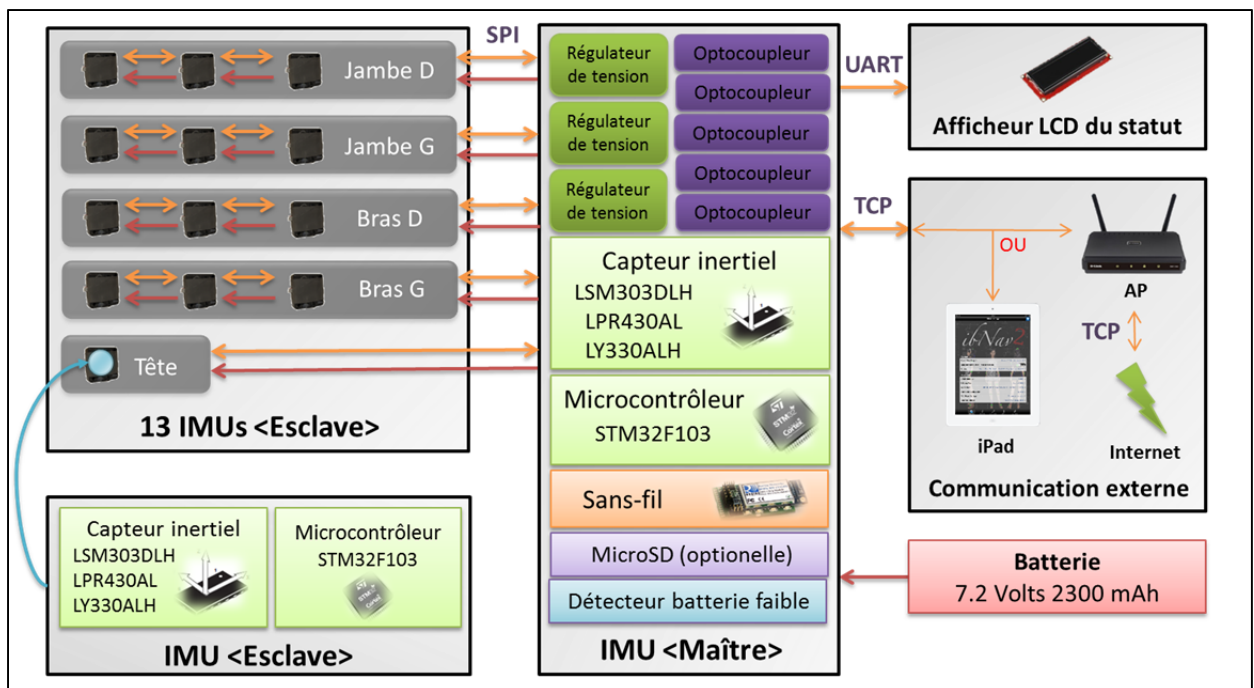 Jambe D
Jambe G
Bras D
Bras G
Tête
13 IMUs <Esclave>
SPI
Capteur inertiel
LSM303DLH
LPR430AL
LY330ALH
Microcontrôleur
STM32F103
IMU <Esclave>
Régulateur
de tension
Régulateur
de tension
Régulateur
de tension
Optocoupleur
Optocoupleur
Optocoupleur
Optocoupleur
Optocoupleur
Capteur inertiel
LSM303DLH
LPR430AL
LY330ALH
Microcontrôleur
STM32F103
Sans-fil
MicroSD (optionelle)
Détecteur batterie faible
IMU <Maître>
UART
Afficheur LCD du statut
TCP
OU
AP
TCP
ibNav2
iPad
Internet
Communication externe
Batterie
7.2 Volts 2300 mAh